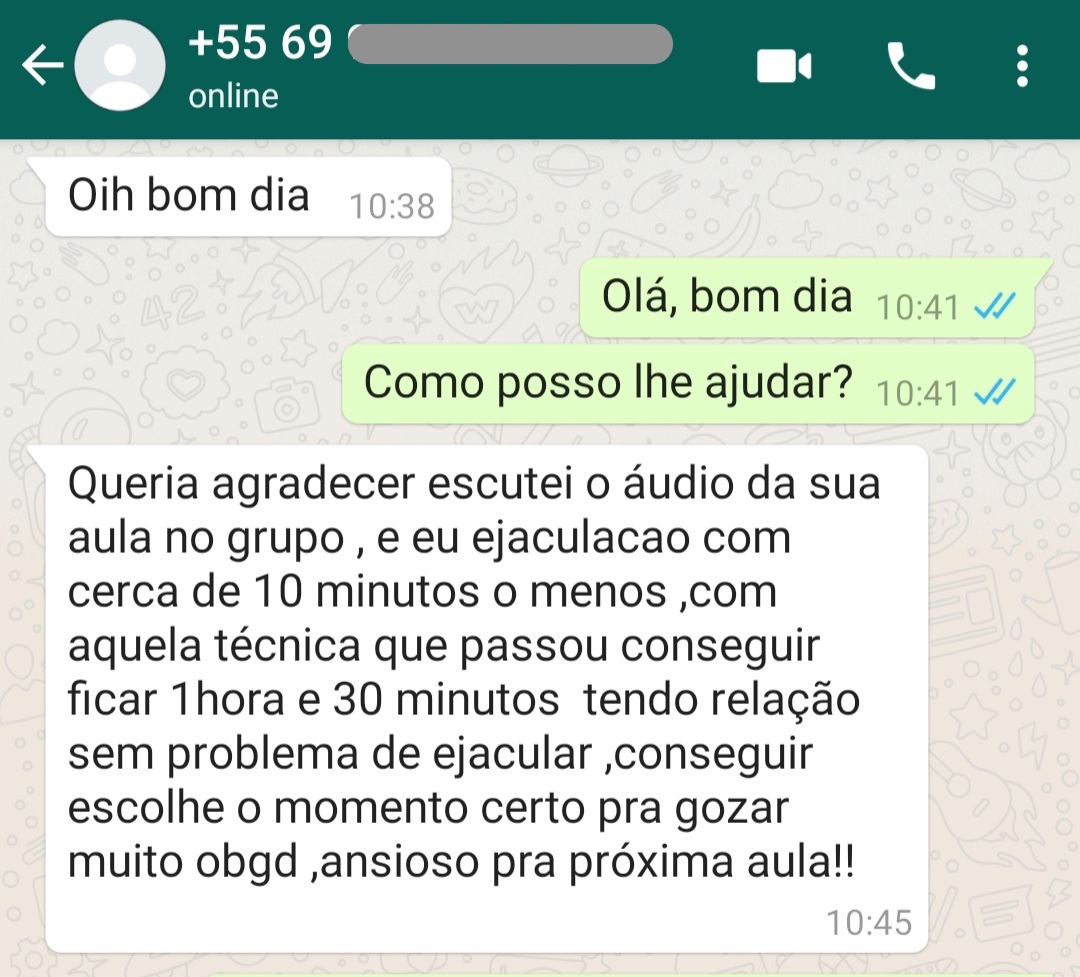 +55 69
online
Oih bom dia 10:38
Olá, bom dia 10:41
Como posso lhe ajudar? 10:41
Queria agradecer escutei o áudio da sua
aula no grupo , e eu ejaculacao com
cerca de 10 minutos o menos ,com
aquela técnica que passou conseguir
ficar 1hora e 30 minutos tendo relação
sem problema de ejacular ,conseguir
escolhe o momento certo pra gozar
muito obgd ,ansioso pra próxima aula!!
10:45